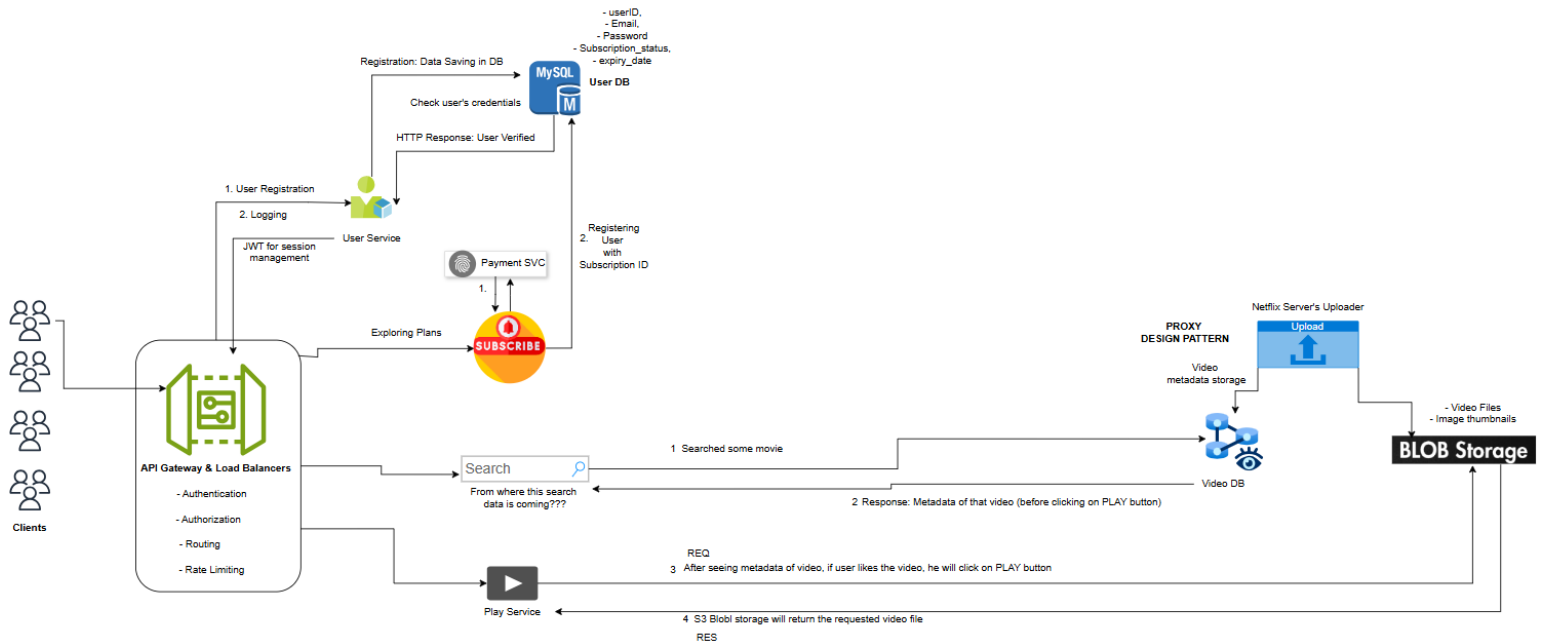 - userID,
- Email,
- Password
- Subscription_status,
- expiry_date
Registration: Data Saving in DB
MySQL
M
User DB
Check user's credentials
HTTP Response: User Verified
1. User Registration
2. Logging
User Service
JWT for session
management
Registering
2. User
with
Subscription ID
Payment SVC
1.
Exploring Plans
SUBSCRIBE
Netflix Server's Uploader
Upload
PROXY
DESIGN PATTERN
Video
metadata storage
- Video Files
- Image thumbnails
BLOB Storage
1 Searched some movie
Search
From where this search
data is coming???
Video DB
2 Response: Metadata of that video (before clicking on PLAY button)
API Gateway & Load Balancers
- Authentication
- Authorization
- Routing
- Rate Limiting
Clients
REQ
3 After seeing metadata of video, if user likes the video, he will click on PLAY button
Play Service
4 S3 Blobl storage will return the requested video file
RES